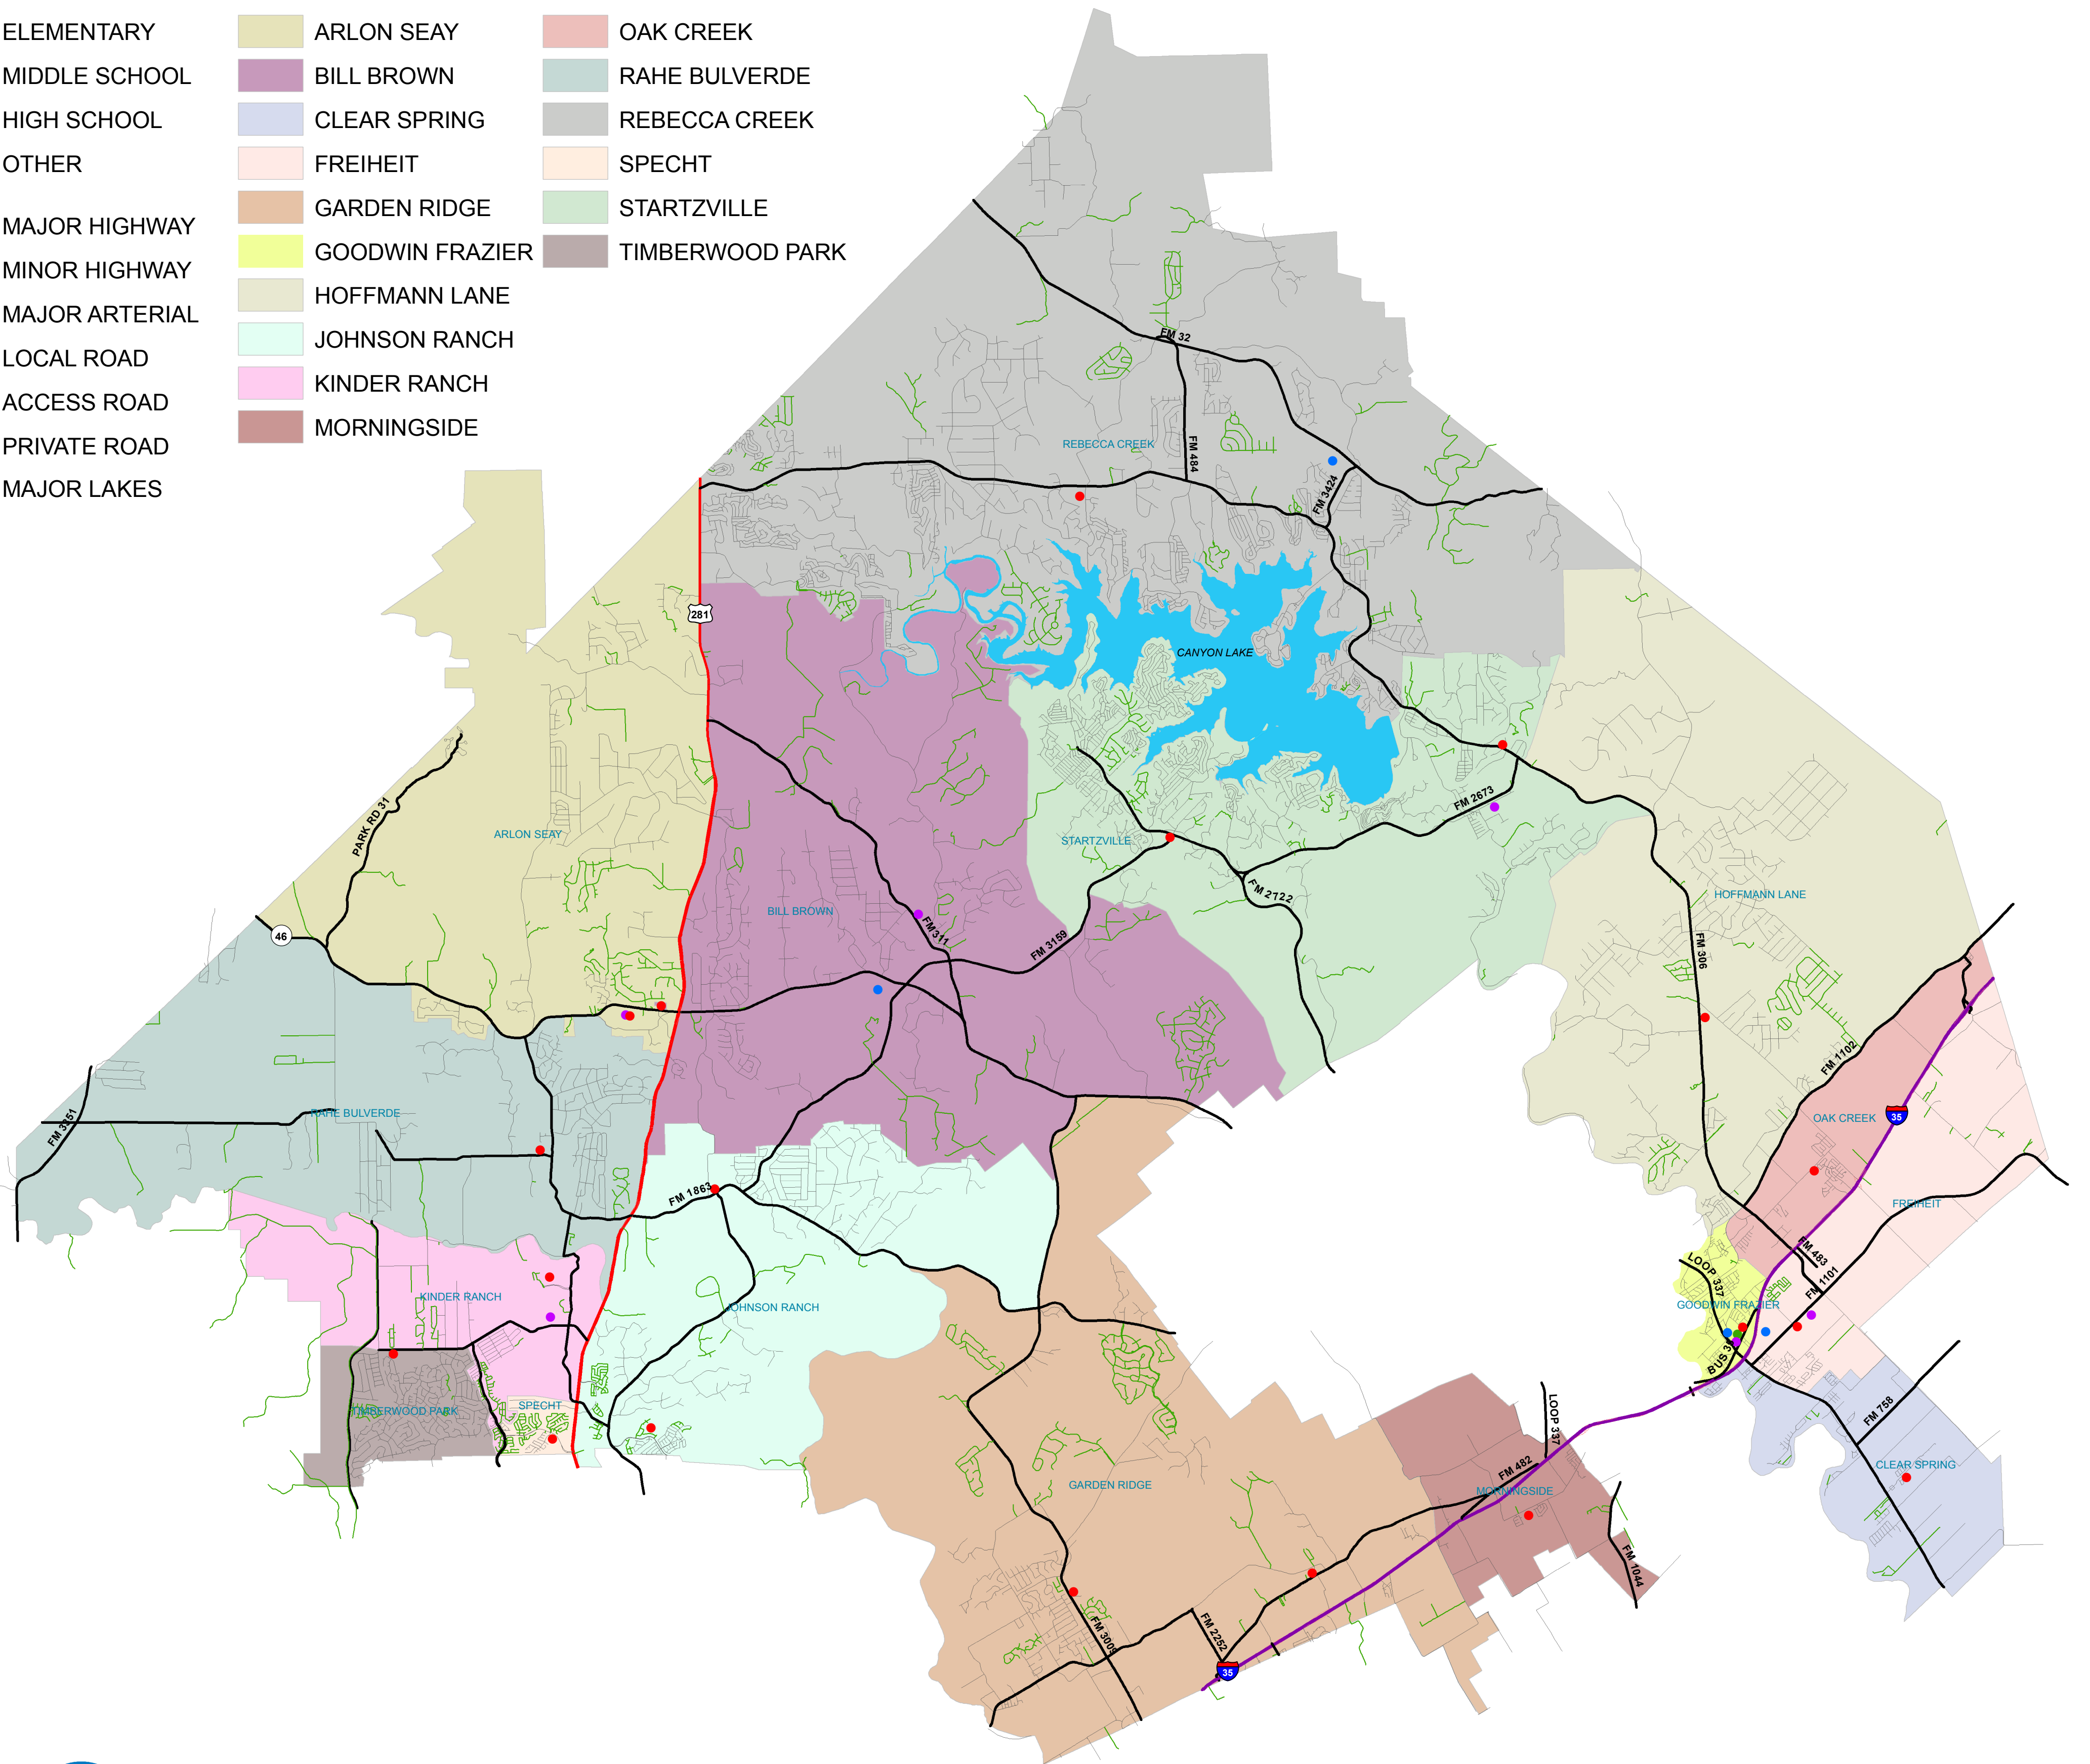 ELEMENTARY
MIDDLE SCHOOL
HIGH SCHOOL
OTHER
MAJOR HIGHWAY
MINOR HIGHWAY
MAJOR ARTERIAL
LOCAL ROAD
ACCESS ROAD
PRIVATE ROAD
MAJOR LAKES
ARLON SEAY
BILL BROWN
CLEAR SPRING
FREIHEIT
GARDEN RIDGE
GOODWIN FRAZIER
HOFFMANN LANE
JOHNSON RANCH
KINDER RANCH
MORNINGSIDE
OAK CREEK
RAHE BULVERDE
REBECCA CREEK
SPECHT
STARTZVILLE
TIMBERWOOD PARK
FM 32
REBECCA CREEK
FM 484
FM 3424
281
CANYON LAKE
PARK RD 31
ARLON SEAY
FM 2673
STARTZVILLE
FM 2722
HOFFMANN LANE
BILL BROWN
46
FM 311
FM 3159
FM 306
FM 1102
RAHE BULVERDE
FM 3351
OAK CREEK
35
FM 1863
FREIHEIT
FM 483
LOOP 337
FM 1101
KINDER RANCH
JOHNSON RANCH
GOODWIN FRAZIER
BUS 3
TIMBERWOOD PARK
SPECHT
LOOP 337
FM 758
FM 482
CLEAR SPRING
GARDEN RIDGE
MORNINGSIDE
FM 1044
FM 3009
FM 2252
35